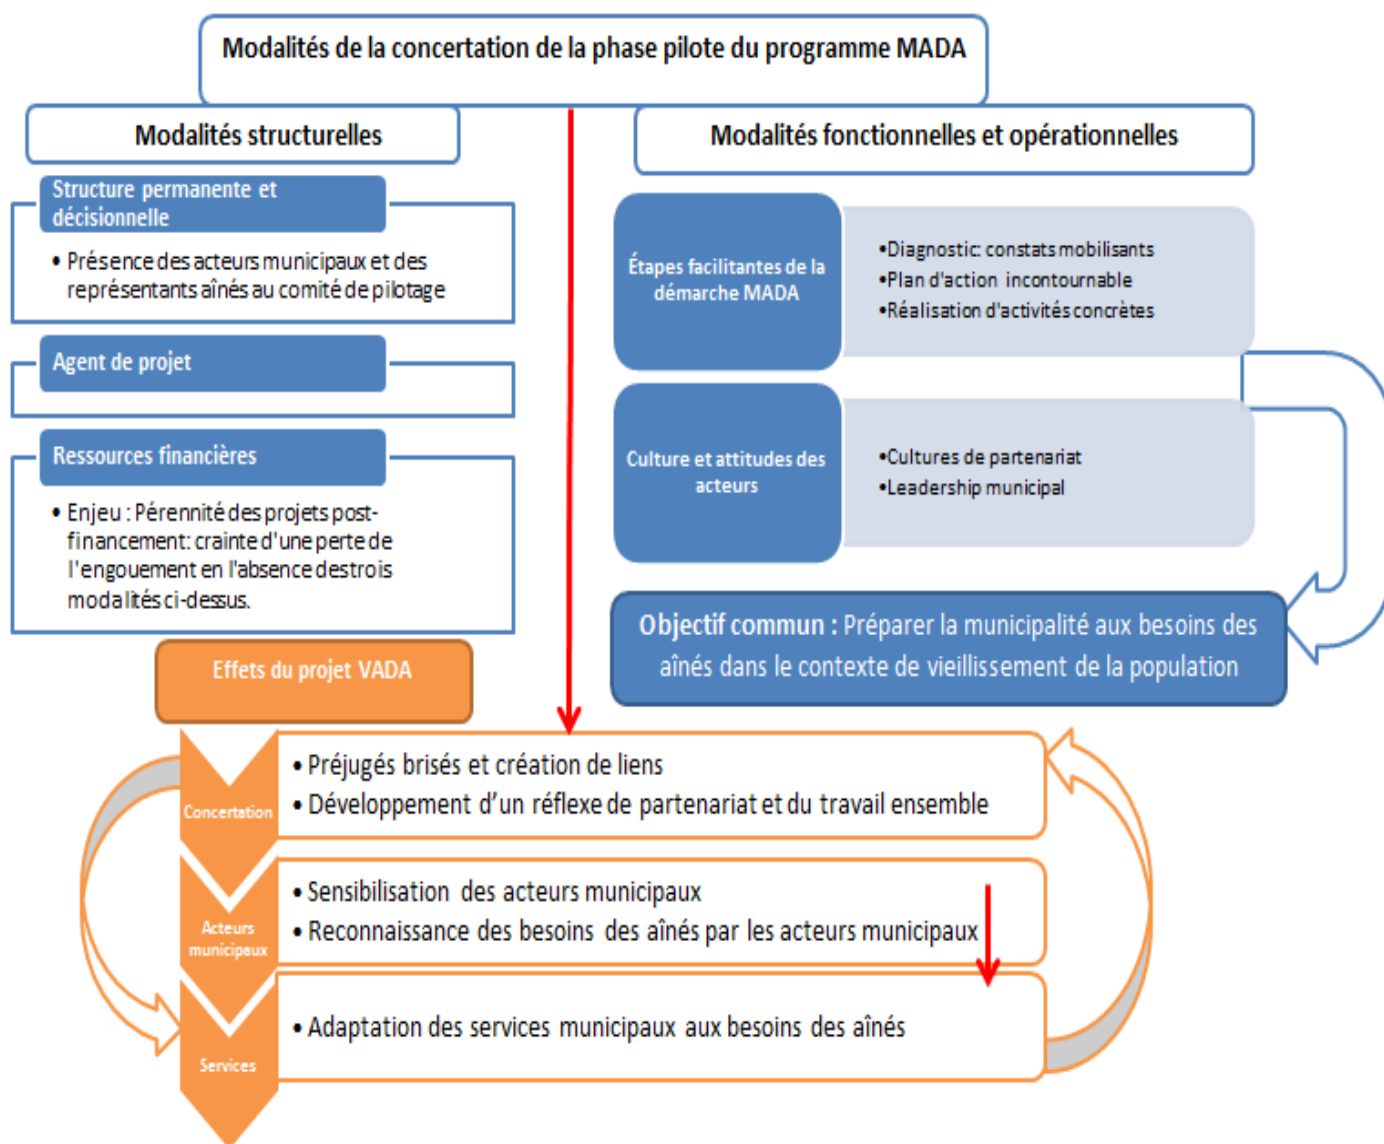 Modalités de la concertation de la phase pilote du programme MADA
Modalités structurelles
Structure permanente et
décisionnelle
• Présence des acteurs municipaux et des
représentants aînés au comité de pilotage
Agent de projet
Ressources financières
• Enjeu : Pérennité des projets post-
financement: crainte d'une perte de
l'engouement en l'absence destrois
modalités ci-dessus.
Modalités fonctionnelles et opérationnelles
Étapes facilitantes de la
démarche MADA
•Diagnostic: constats mobilisants
•Plan d'action incontournable
•Réalisation d'activités concrètes
Culture et attitudes des
acteurs
•Cultures de partenariat
•Leadership municipal
Objectif commun : Préparer la municipalité aux besoins des
aînés dans le contexte de vieillissement de la population
Effets du projet VADA
Concertation
• Préjugés brisés et création de liens
• Développement d'un réflexe de partenariat et du travail ensemble
Acteurs
municipaux
• Sensibilisation des acteurs municipaux
• Reconnaissance des besoins des aînés par les acteurs municipaux
Services
• Adaptation des services municipaux aux besoins des aînés